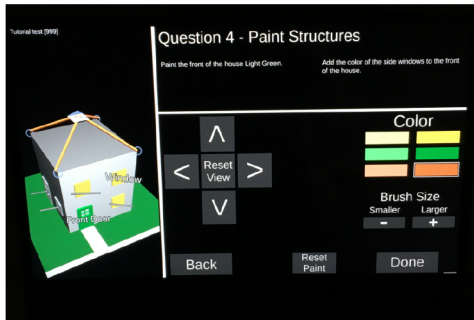 Tutorial test [999]
Question 4 - Paint Structures
Paint the front of the house Light Green.
Add the color of the side windows to the front
of the house.
Color
Λ
< Reset
View >
V
Window
Front Door
Brush Size
Smaller Larger
- +
Back
Reset
Paint
Done